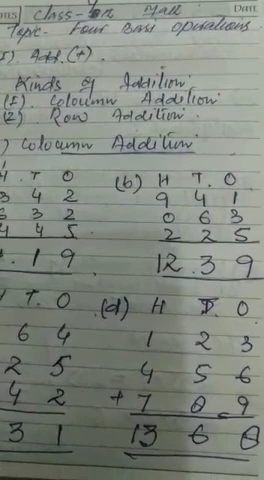 Class- Maths
Topic- Four Basic Operations
Add (+).
Kinds of Addition
(1) Coloumn Addition
(2) Row Addition.
) Coloumn Addition
H . T O (b) H T. O
3 4 2 9 4 1
6 3 2 0 6 3
4 4 5 2 2 5
. 1 9 12.3 9
T. O (d) H T. O
6 4 1 2 3
2 5 4 5 6
4 2 + 7 8 9
3 1 13 6 8